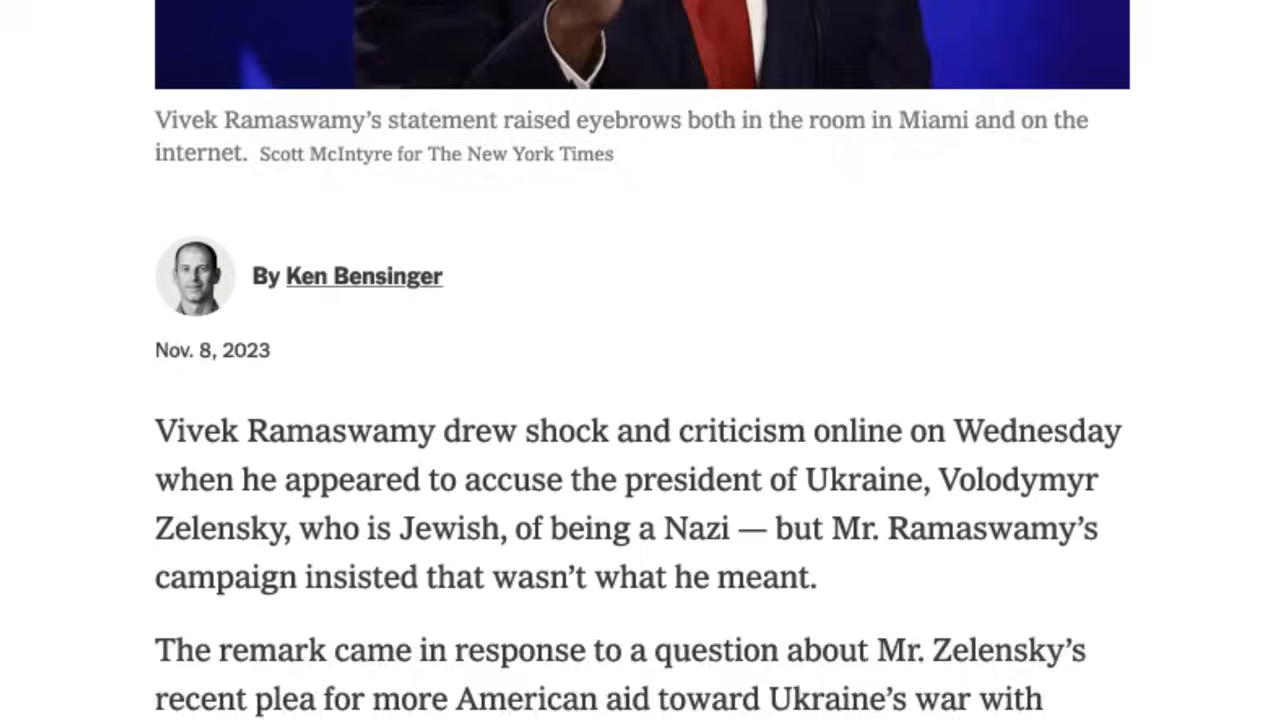 Vivek Ramaswamy’s statement raised eyebrows both in the room in Miami and on the
internet. Scott McIntyre for The New York Times
By Ken Bensinger
Nov. 8, 2023
Vivek Ramaswamy drew shock and criticism online on Wednesday
when he appeared to accuse the president of Ukraine, Volodymyr
Zelensky, who is Jewish, of being a Nazi — but Mr. Ramaswamy’s
campaign insisted that wasn’t what he meant.
The remark came in response to a question about Mr. Zelensky’s
recent plea for more American aid toward Ukraine’s war with